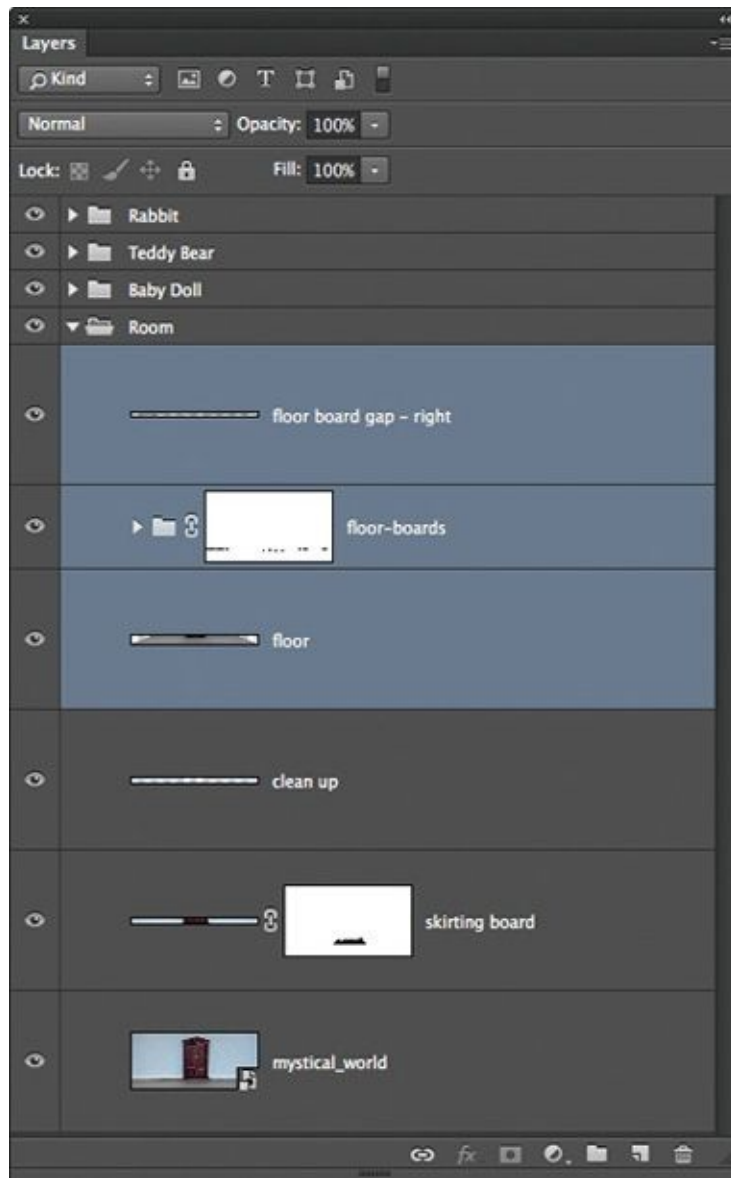 Layers
Kind
T
Normal Opacity: 100%
Lock: Fill: 100%
Rabbit
Teddy Bear
Baby Doll
Room
floor board gap - right
floor-boards
floor
clean up
skirting board
mystical_world
fx